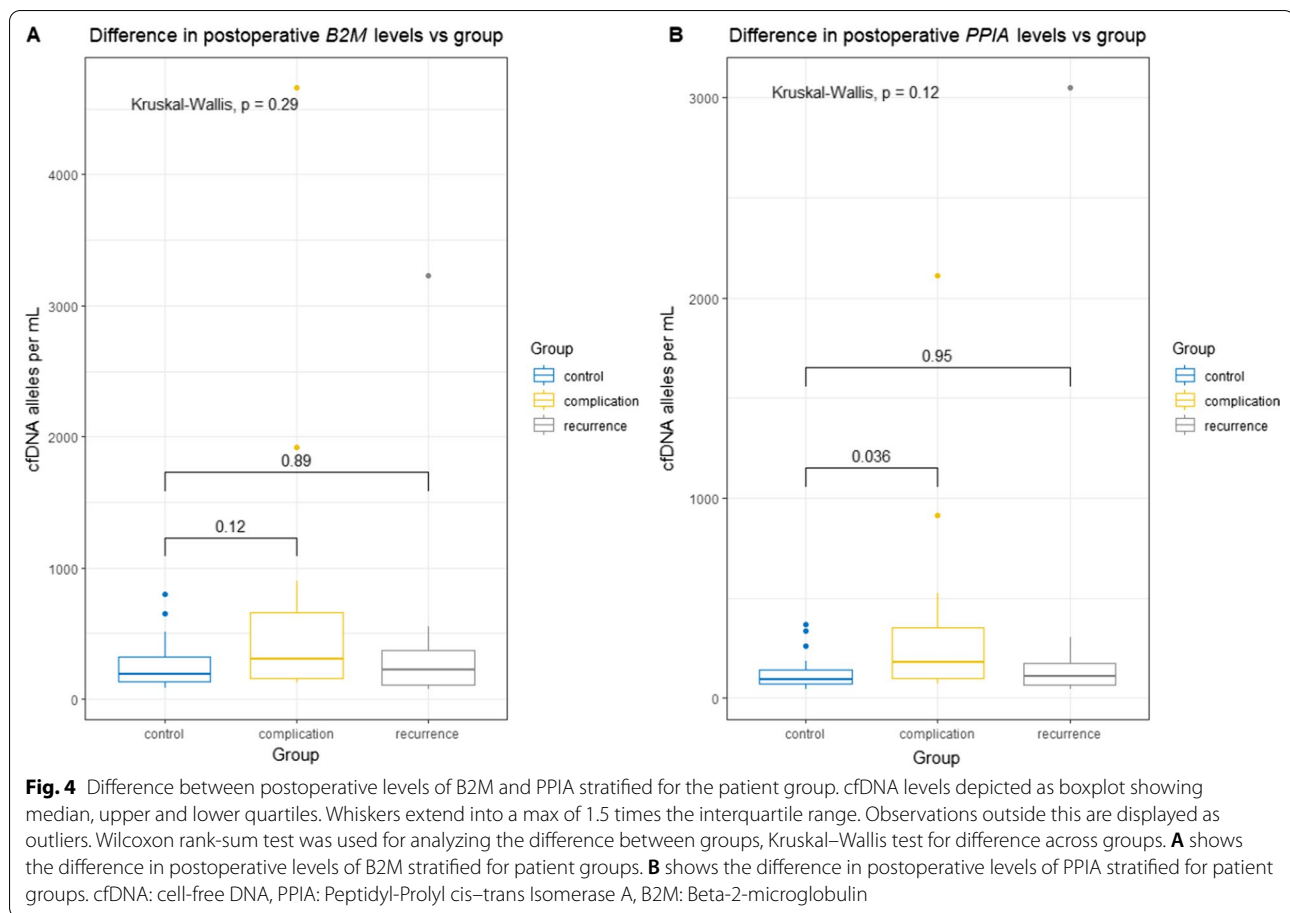 A Difference in postoperative B2M levels vs group
Kruskal-Wallis, p = 0.29
cfDNA alleles per mL
4000
3000
2000
1000
0
0.89
0.12
control
complication
recurrence
Group
Group
control
complication
recurrence
B Difference in postoperative PPIA levels vs group
Kruskal-Wallis, p = 0.12
cfDNA alleles per mL
3000
2000
1000
0
0.95
0.036
control
complication
recurrence
Group
Group
control
complication
recurrence
Fig. 4 Difference between postoperative levels of B2M and PPIA stratified for the patient group. cfDNA levels depicted as boxplot showing
median, upper and lower quartiles. Whiskers extend into a max of 1.5 times the interquartile range. Observations outside this are displayed as
outliers. Wilcoxon rank-sum test was used for analyzing the difference between groups, Kruskal–Wallis test for difference across groups. A shows
the difference in postoperative levels of B2M stratified for patient groups. B shows the difference in postoperative levels of PPIA stratified for patient
groups. cfDNA: cell-free DNA, PPIA: Peptidyl-Prolyl cis–trans Isomerase A, B2M: Beta-2-microglobulin